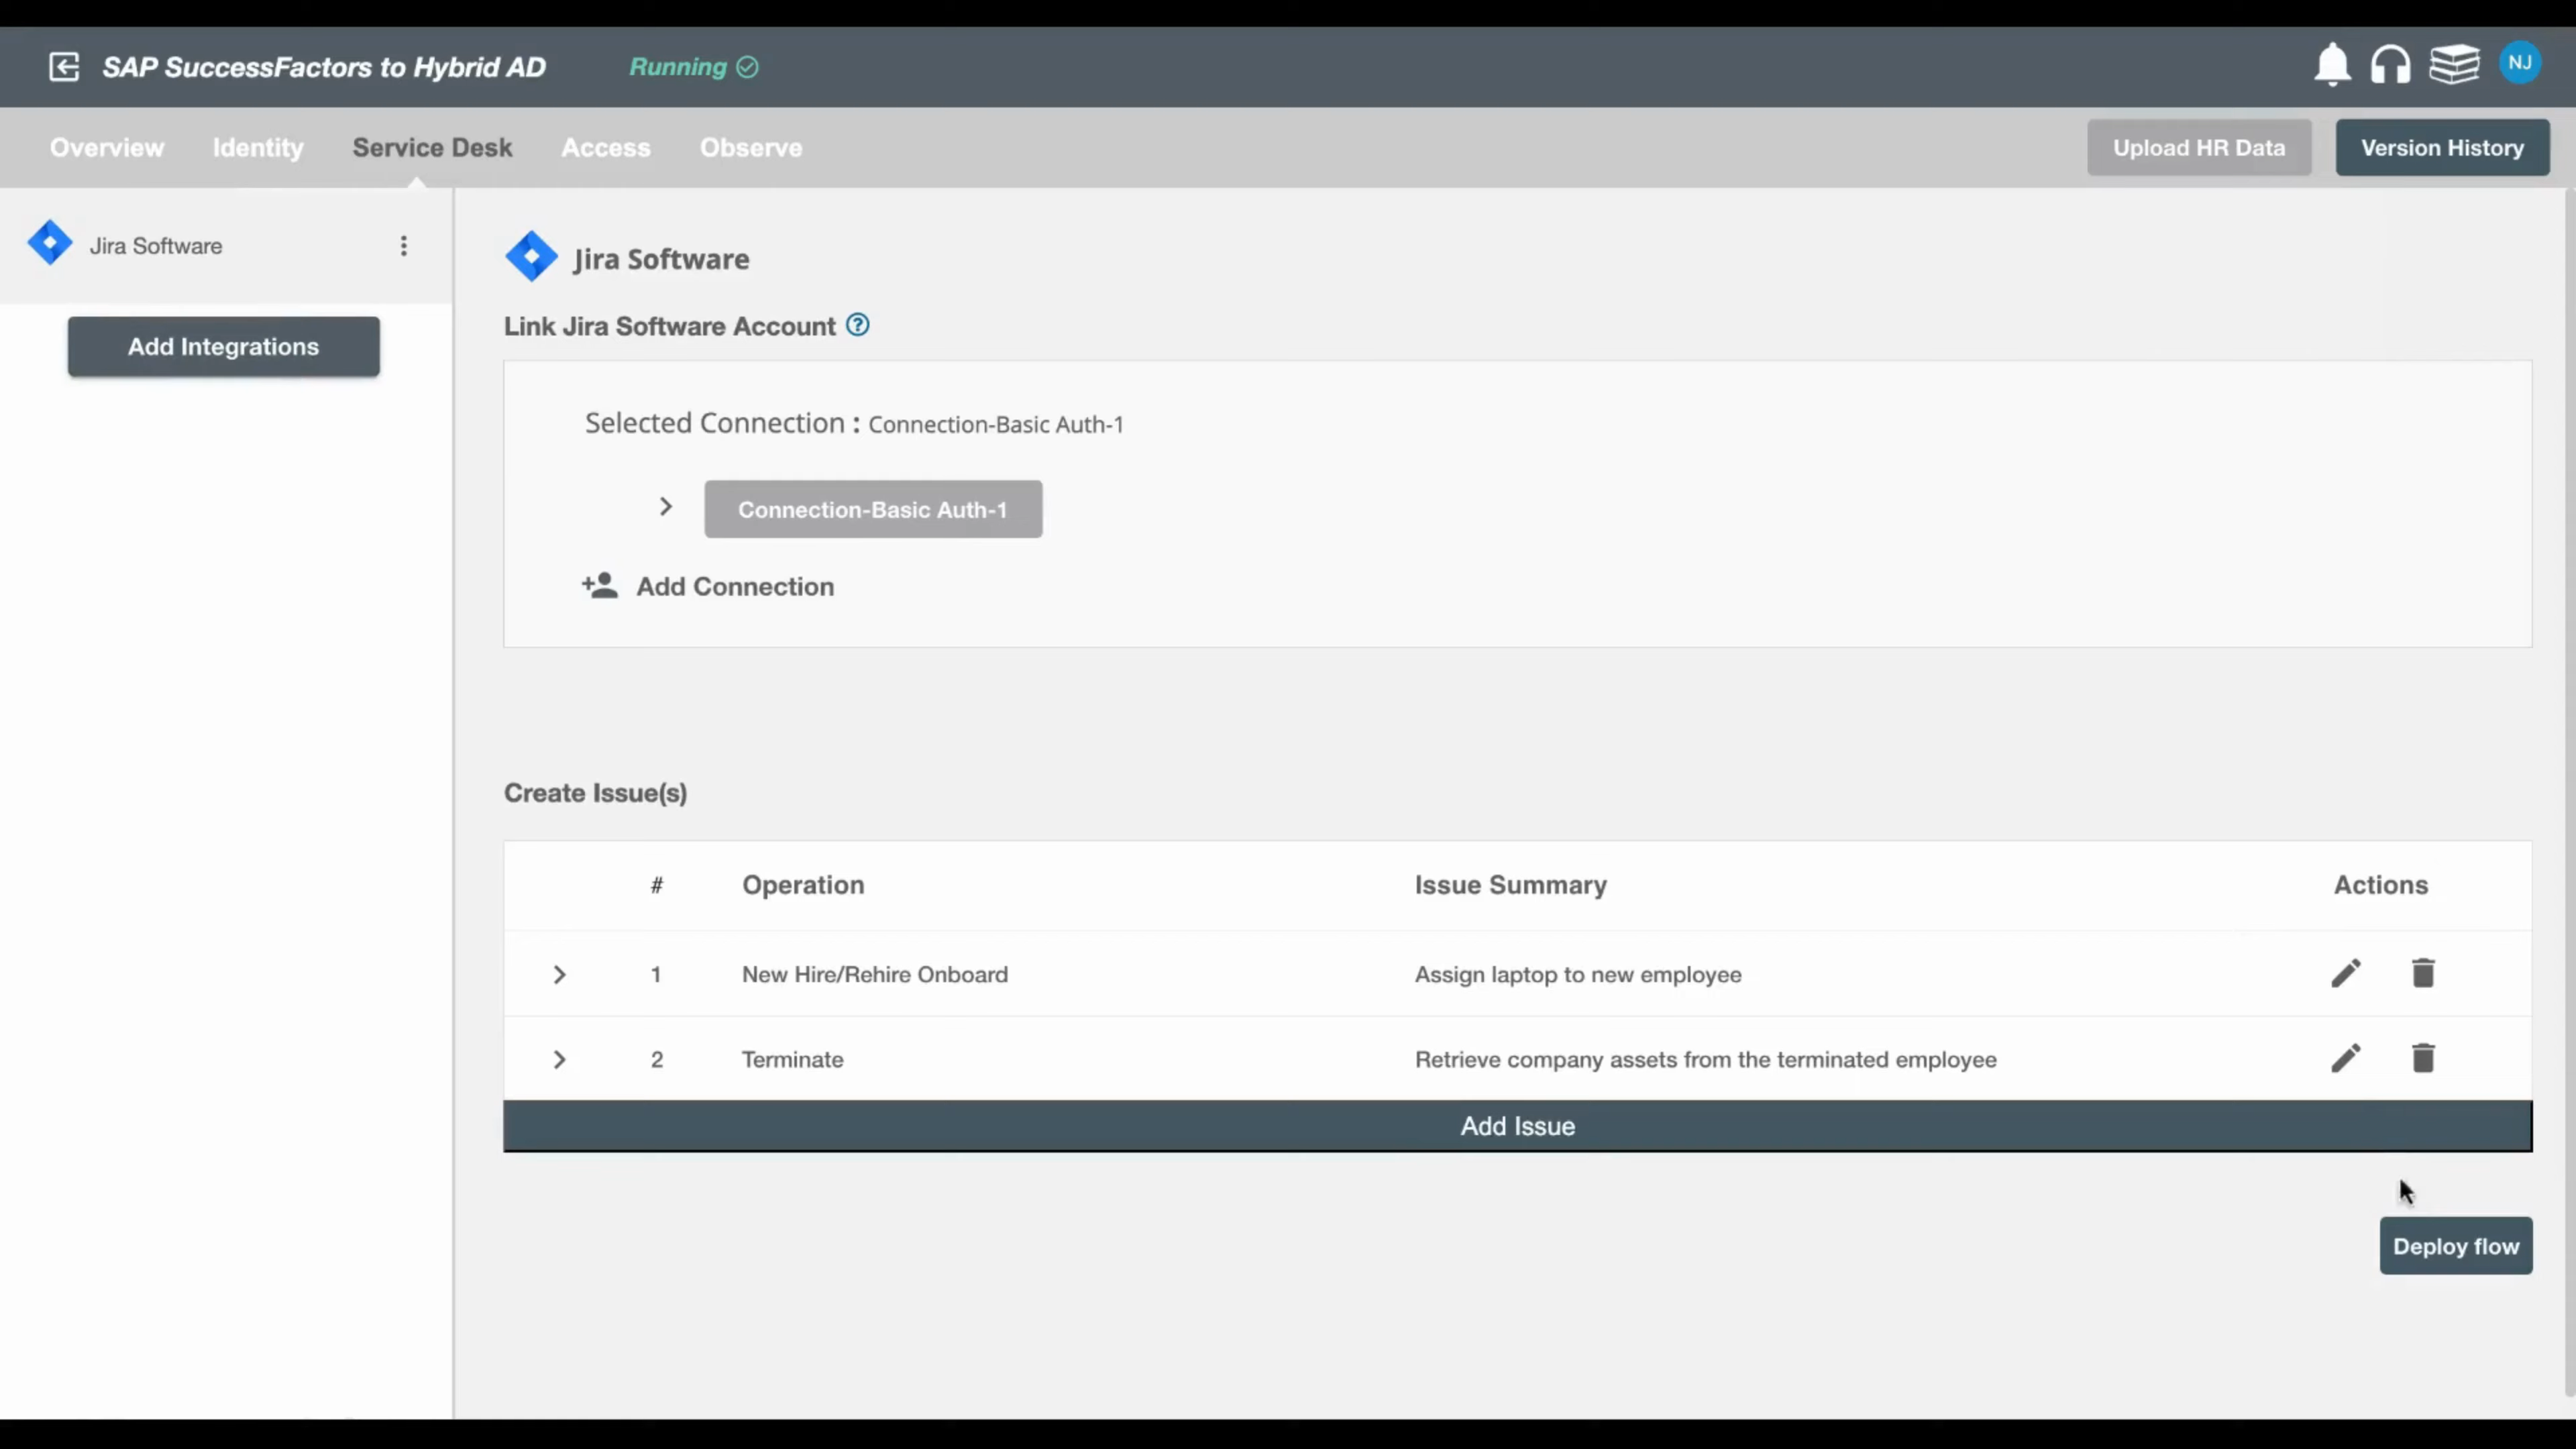 SAP SuccessFactors to Hybrid AD Running NJ
Overview Identity Service Desk Access Observe Upload HR Data Version History
Jira Software
Add Integrations
Jira Software
Link Jira Software Account ?
Selected Connection : Connection-Basic Auth-1
Connection-Basic Auth-1
Add Connection
Create Issue(s)
# Operation Issue Summary Actions
1 New Hire/Rehire Onboard Assign laptop to new employee
2 Terminate Retrieve company assets from the terminated employee
Add Issue
Deploy flow